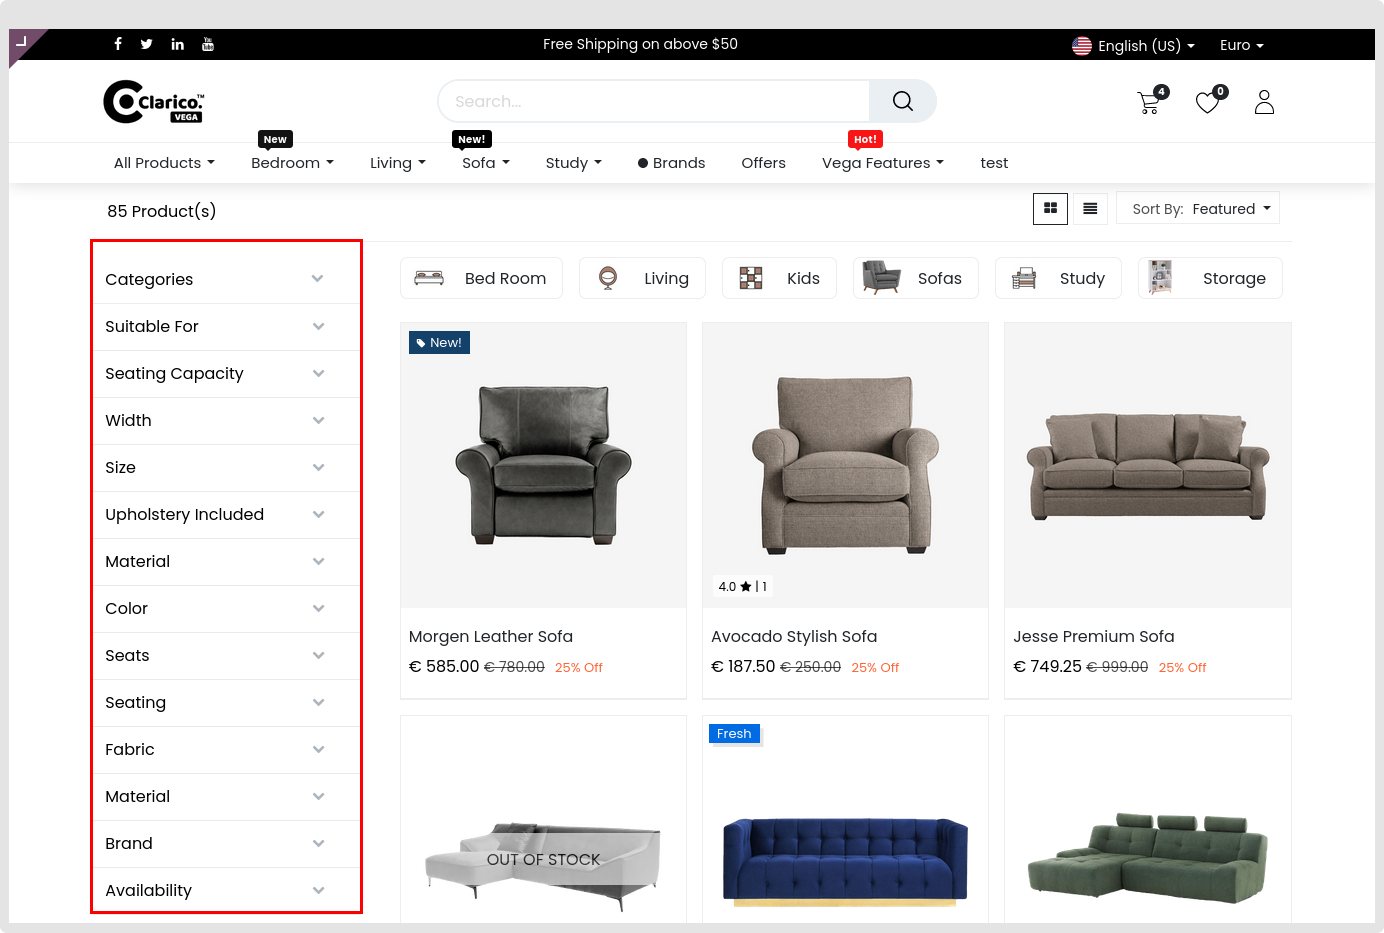 Free Shipping on above $50
English (US)
Euro
You
Tube
Clarico.™
VEGA
Search...
4
0
New
New!
Hot!
All Products
Bedroom
Living
Sofa
Study
Brands
Offers
Vega Features
test
85 Product(s)
Sort By: Featured
Categories
Suitable For
Seating Capacity
Width
Size
Upholstery Included
Material
Color
Seats
Seating
Fabric
Material
Brand
Availability
Bed Room
Living
Kids
Sofas
Study
Storage
New!
4.0 ★ | 1
Morgen Leather Sofa
€ 585.00 € 780.00 25% Off
Avocado Stylish Sofa
€ 187.50 € 250.00 25% Off
Jesse Premium Sofa
€ 749.25 € 999.00 25% Off
OUT OF STOCK
Fresh